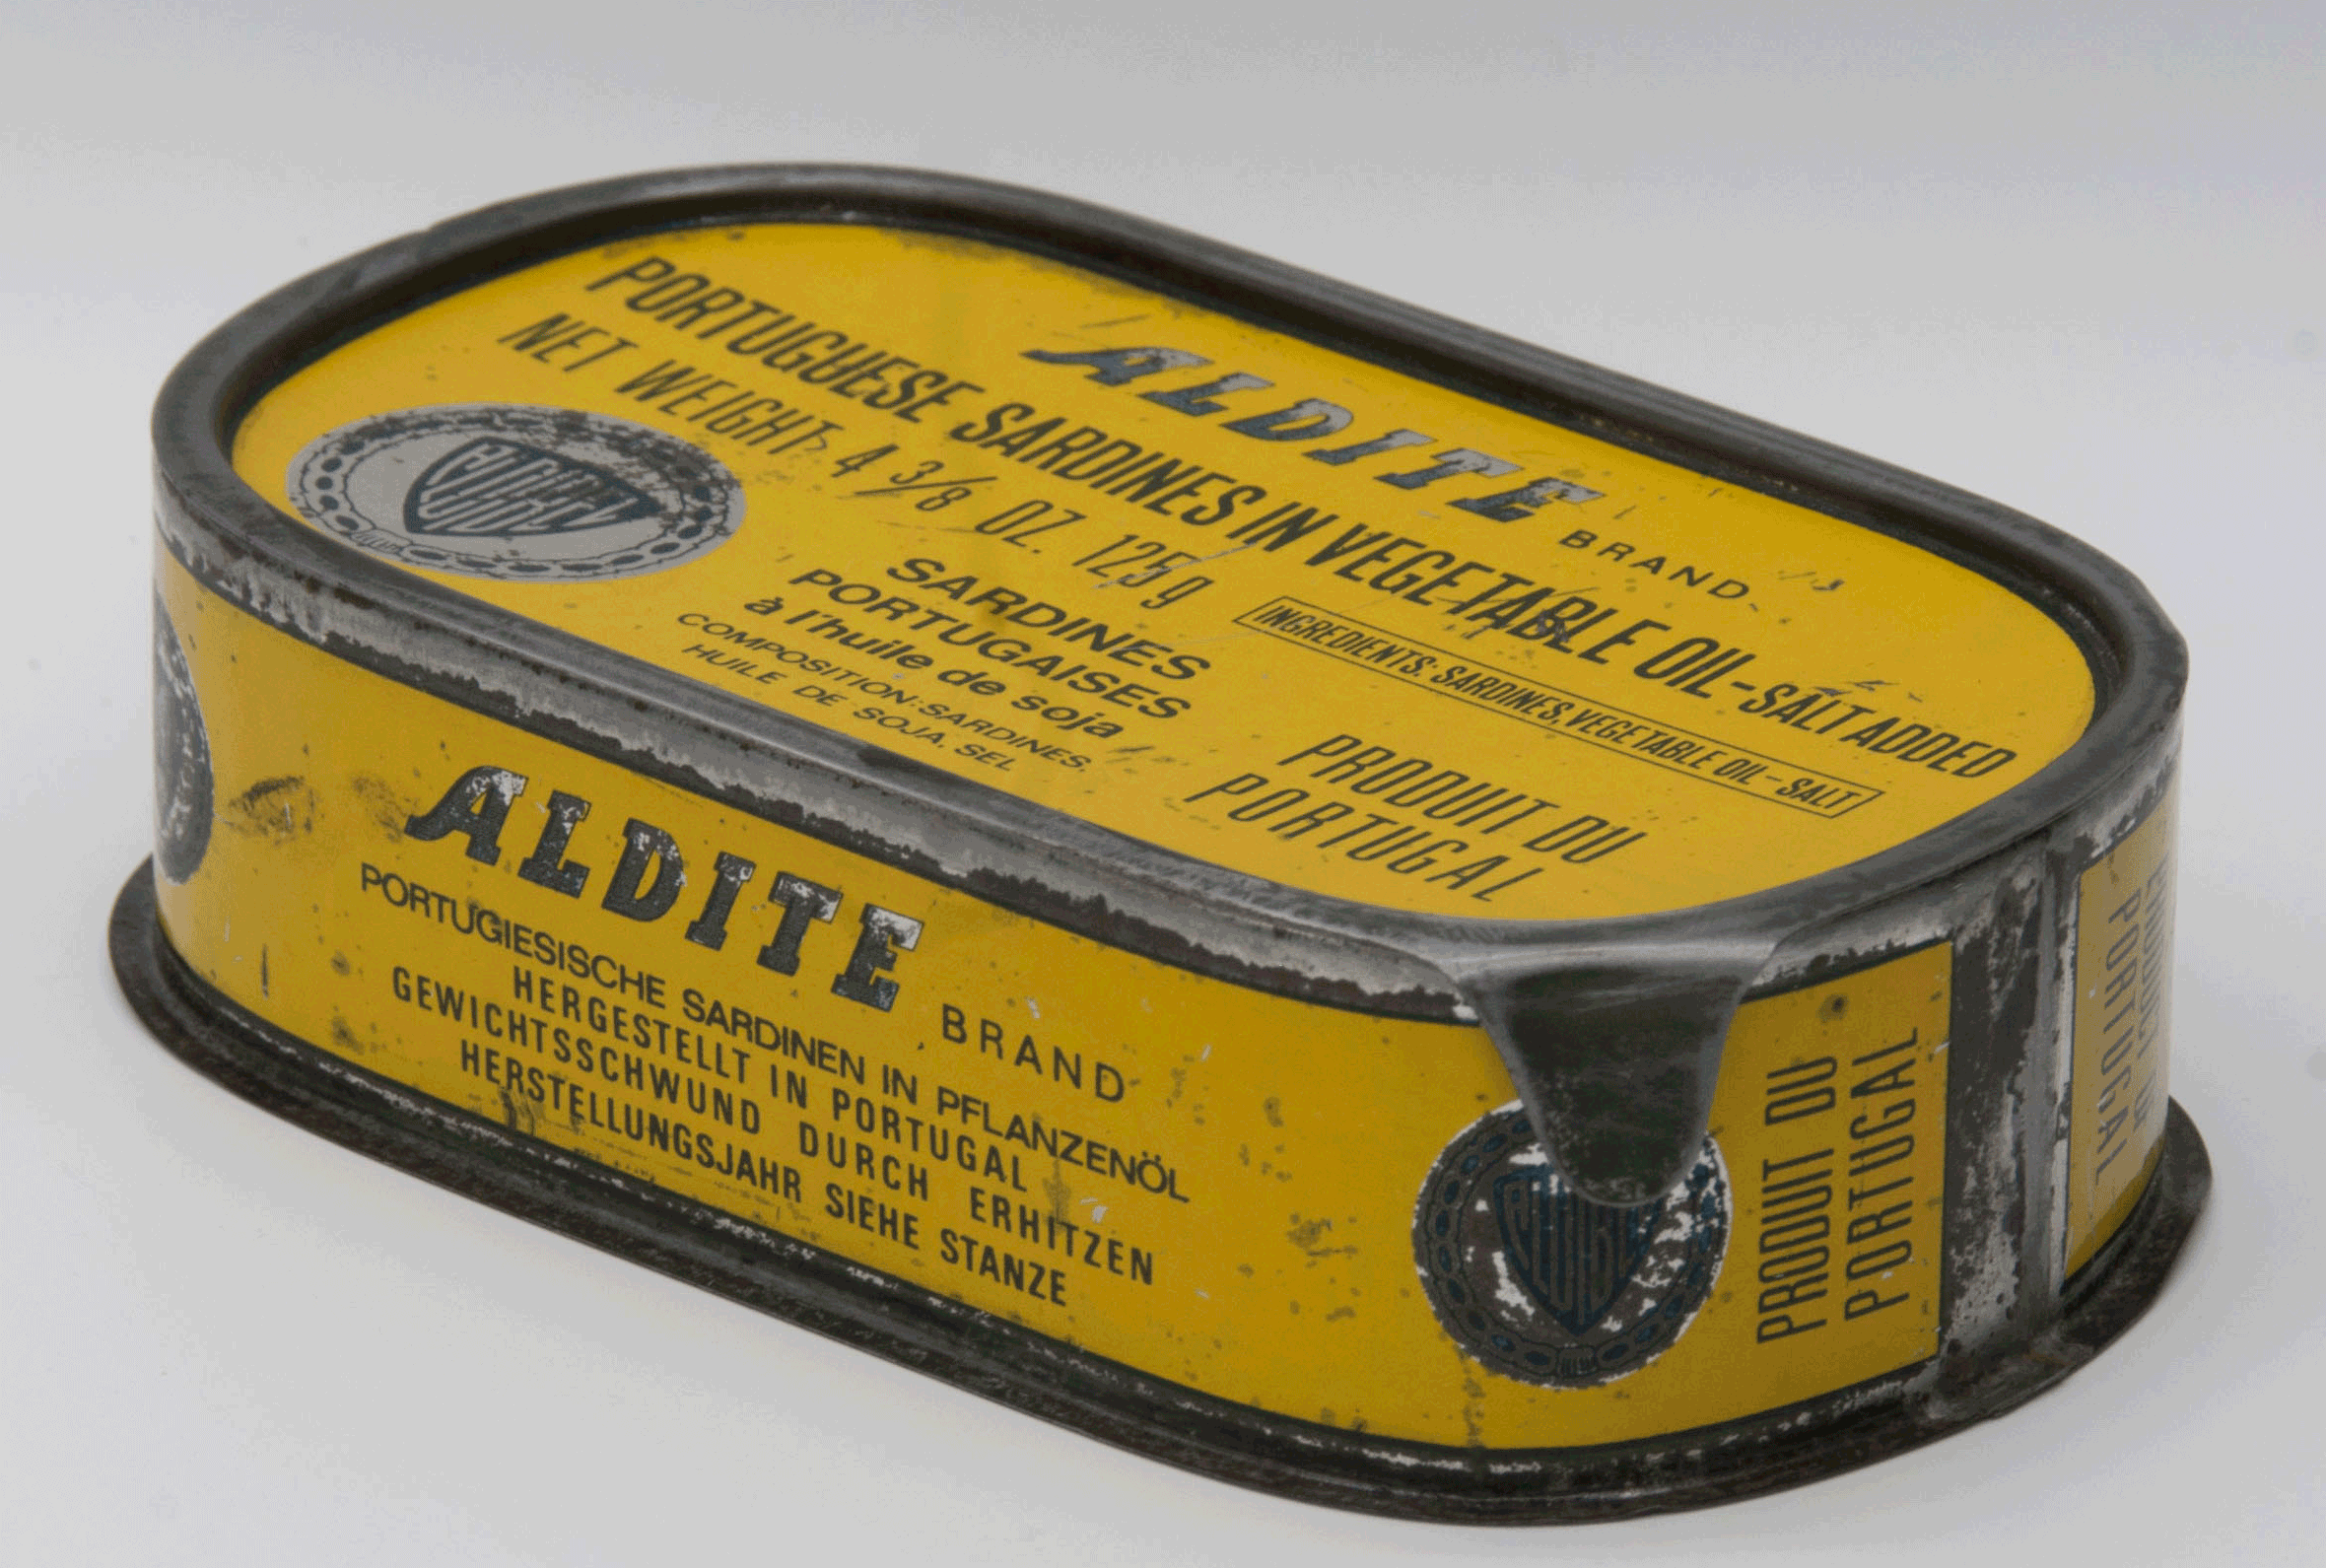 ALDITE
BRAND
PORTUGUESE SARDINES IN VEGETABLE OIL-SALT ADDED
NET WEIGHT 4 3/8 OZ. 125 g
INGREDIENTS: SARDINES, VEGETABLE OIL - SALT
SARDINES
PORTUGAISES
à l'huile de soja
COMPOSITION: SARDINES,
HUILE DE SOJA, SEL
PRODUIT DU
PORTUGAL
ALDITE
BRAND
PORTUGIESISCHE SARDINEN IN PFLANZENÖL
HERGESTELLT IN PORTUGAL
GEWICHTSSCHWUND DURCH ERHITZEN
HERSTELLUNGSJAHR SIEHE STANZE
PRODUIT DU
PORTUGAL
PORTUGAL